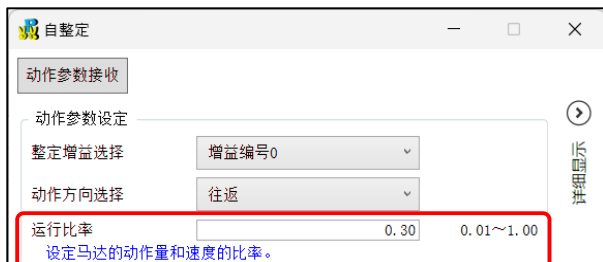 自整定
动作参数接收
动作参数设定
整定增益选择 增益编号0
动作方向选择 往返
运行比率 0.30 0.01～1.00
设定马达的动作量和速度的比率。
详细显示